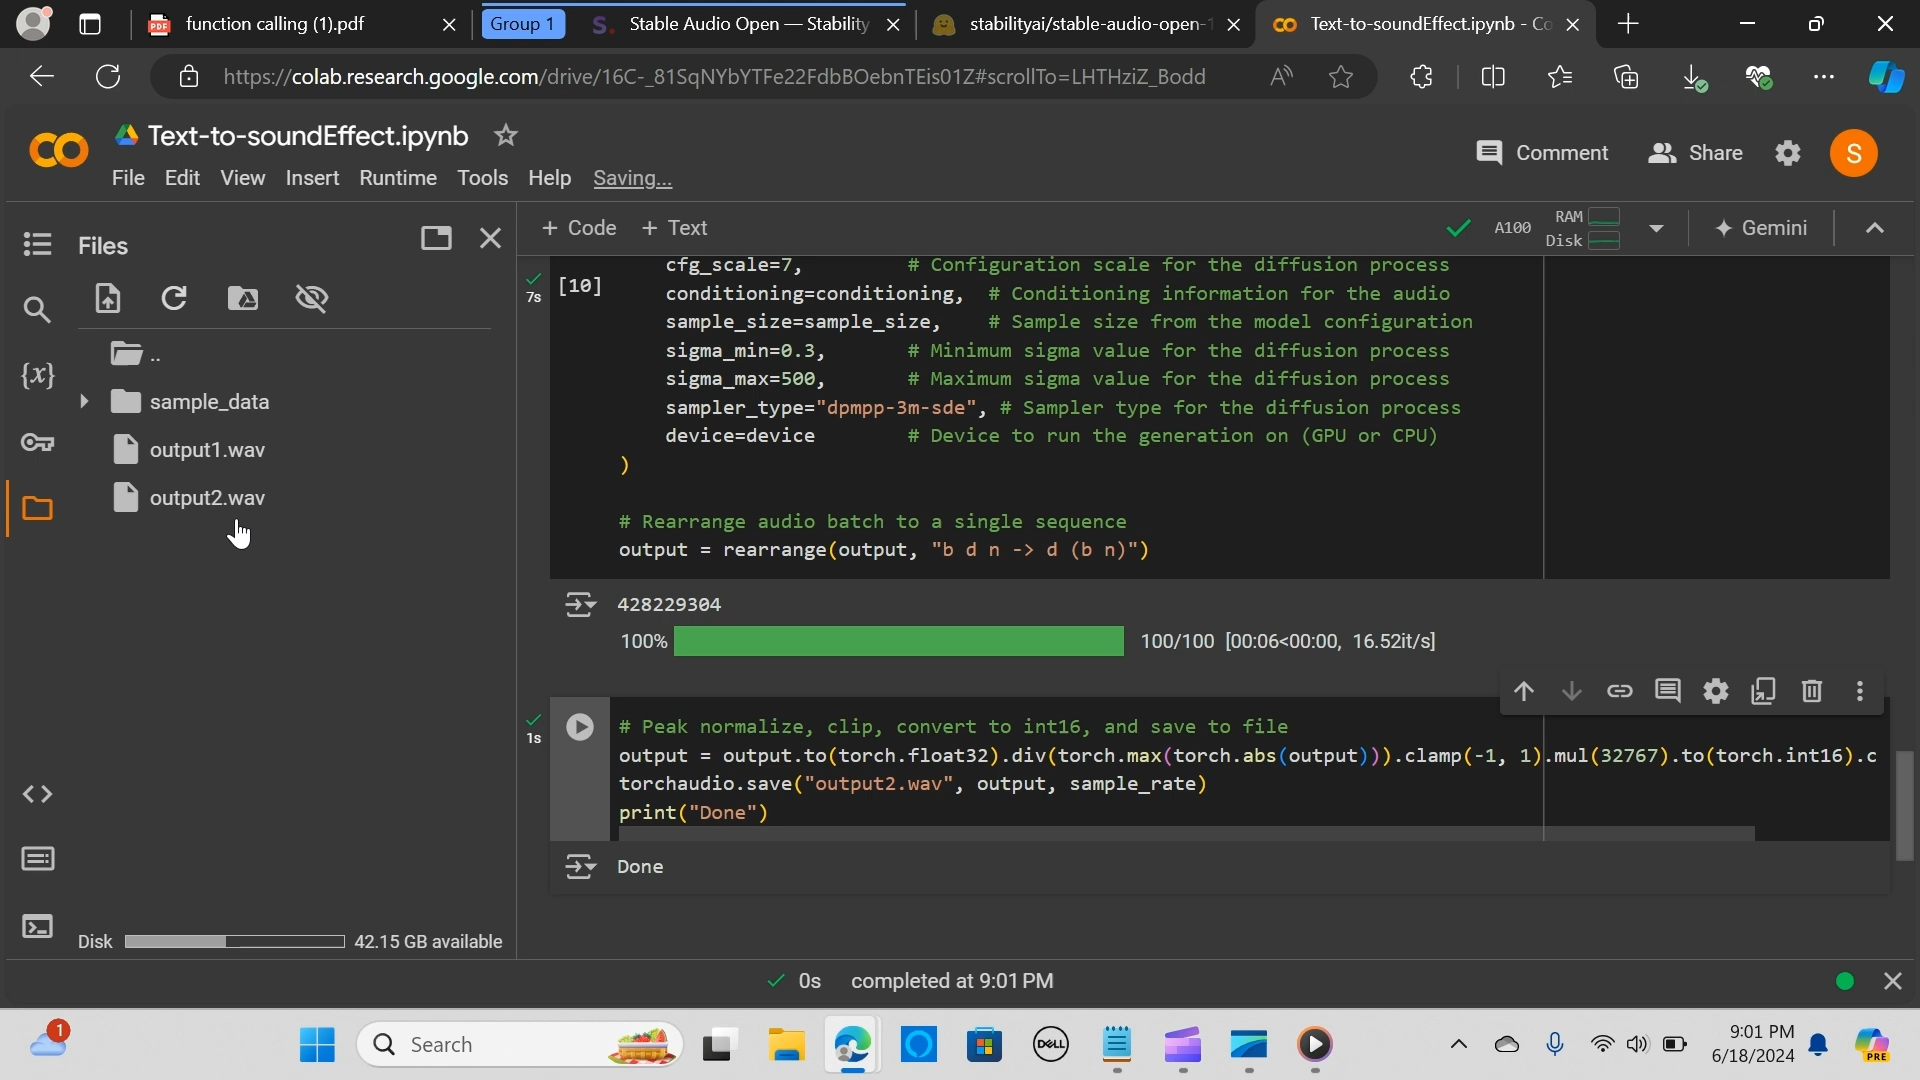 function calling (1).pdf
Group 1
Stable Audio Open — Stability
stabilityai/stable-audio-open-1
Text-to-soundEffect.ipynb - Co
https://colab.research.google.com/drive/16C-_81SqNYbYTFe22FdbBOebnTEis01Z#scrollTo=LHTHziZ_Bodd
Text-to-soundEffect.ipynb
File Edit View Insert Runtime Tools Help Saving...
Comment
Share
S
Files
+ Code + Text
A100
RAM
Disk
Gemini
..
sample_data
output1.wav
output2.wav
Disk 42.15 GB available
7s
[10]
cfg_scale=7, # Configuration scale for the diffusion process
conditioning=conditioning, # Conditioning information for the audio
sample_size=sample_size, # Sample size from the model configuration
sigma_min=0.3, # Minimum sigma value for the diffusion process
sigma_max=500, # Maximum sigma value for the diffusion process
sampler_type="dpmpp-3m-sde", # Sampler type for the diffusion process
device=device # Device to run the generation on (GPU or CPU)
)
# Rearrange audio batch to a single sequence
output = rearrange(output, "b d n -> d (b n)")
428229304
100% 100/100 [00:06<00:00, 16.52it/s]
1s
# Peak normalize, clip, convert to int16, and save to file
output = output.to(torch.float32).div(torch.max(torch.abs(output))).clamp(-1, 1).mul(32767).to(torch.int16).c
torchaudio.save("output2.wav", output, sample_rate)
print("Done")
Done
0s completed at 9:01 PM
1
Search
DELL
9:01 PM
6/18/2024
PRE